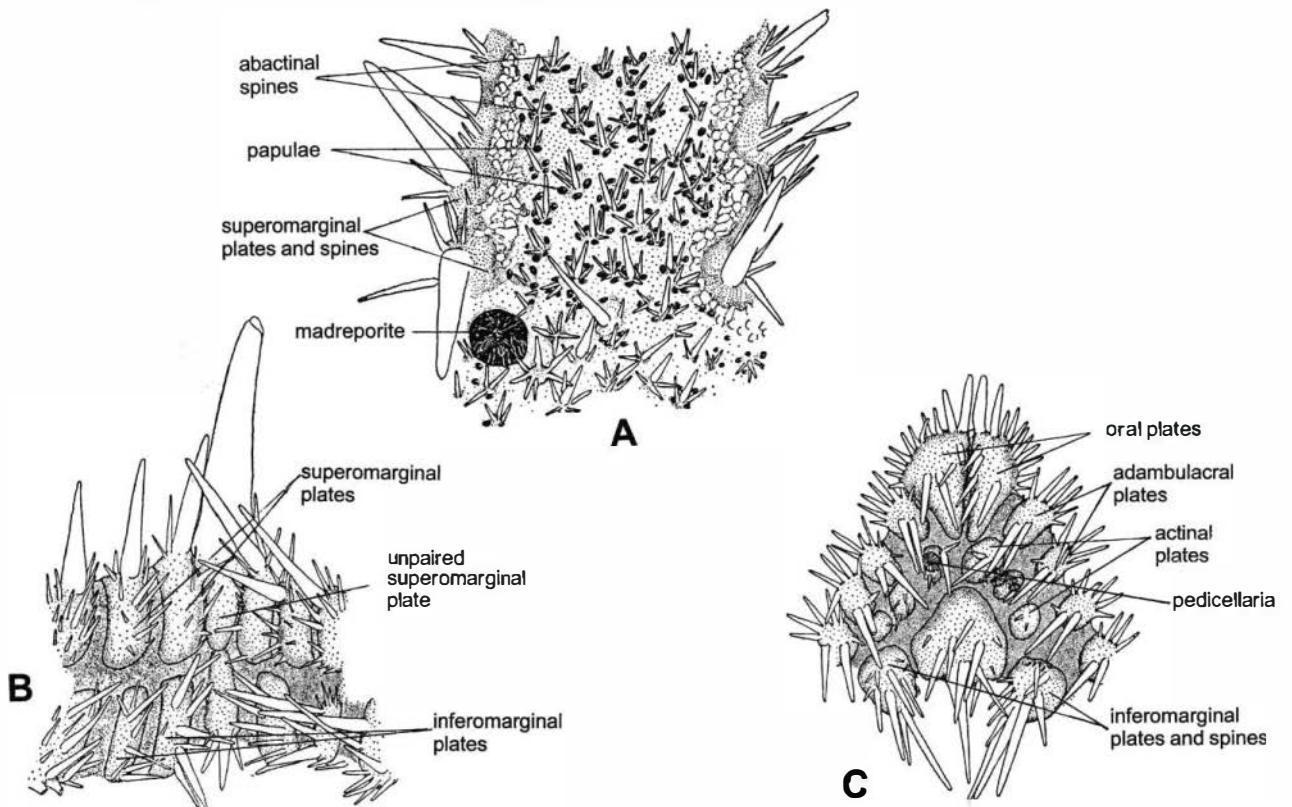 abactinal
spines
papulae
superomarginal
plates and spines
madreporite
A
superomarginal
plates
unpaired
superomarginal
plate
inferomarginal
plates
B
oral plates
adambulacral
plates
actinal
plates
pedicellaria
inferomarginal
plates and spines
C